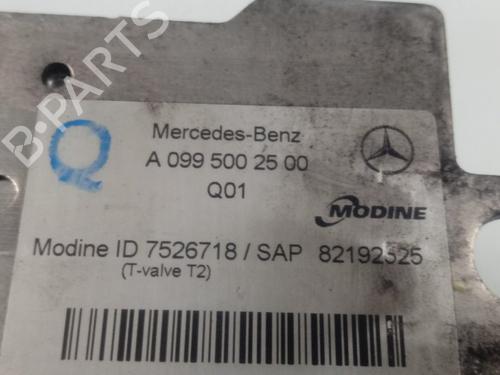 Q
Mercedes-Benz
A 099 500 25 00
Q01
MODINE
Modine ID 7526718 / SAP 82192525
(T-valve T2)
B-PARTS